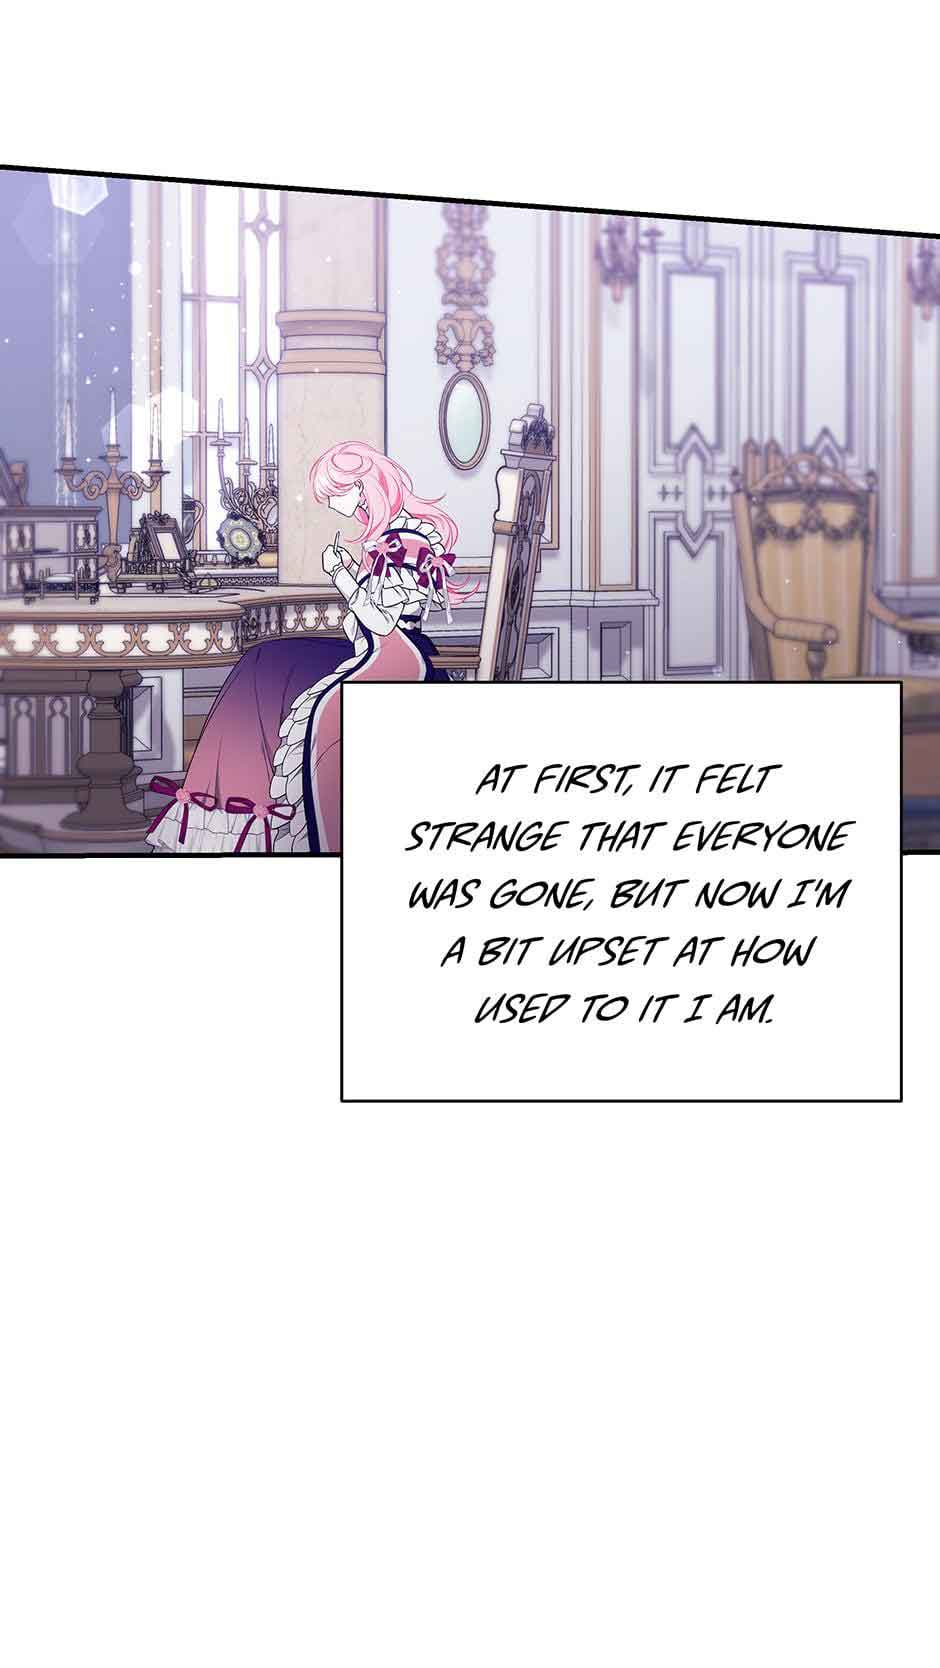 AT FIRST, IT FELT
STRANGE THAT EVERYONE
WAS GONE, BUT NOW I'M
A BIT UPSET AT HOW
USED TO IT I AM.